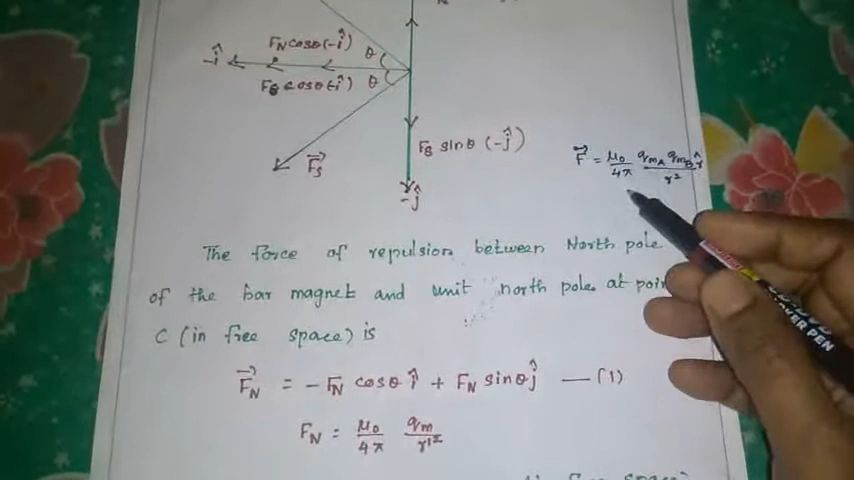 F_N cosθ(-î) θ
-î
F_S cosθ(-î) θ
F_S sinθ (-ĵ)
F⃗ = μ₀/4π q_mA q_mB/r² r̂
F⃗_S
-ĵ
The force of repulsion between North pole
of the bar magnet and unit north pole at
C (in free space) is
F⃗_N = -F_N cosθ î + F_N sinθ ĵ — (1)
F_N = μ₀/4π q_m/r'²